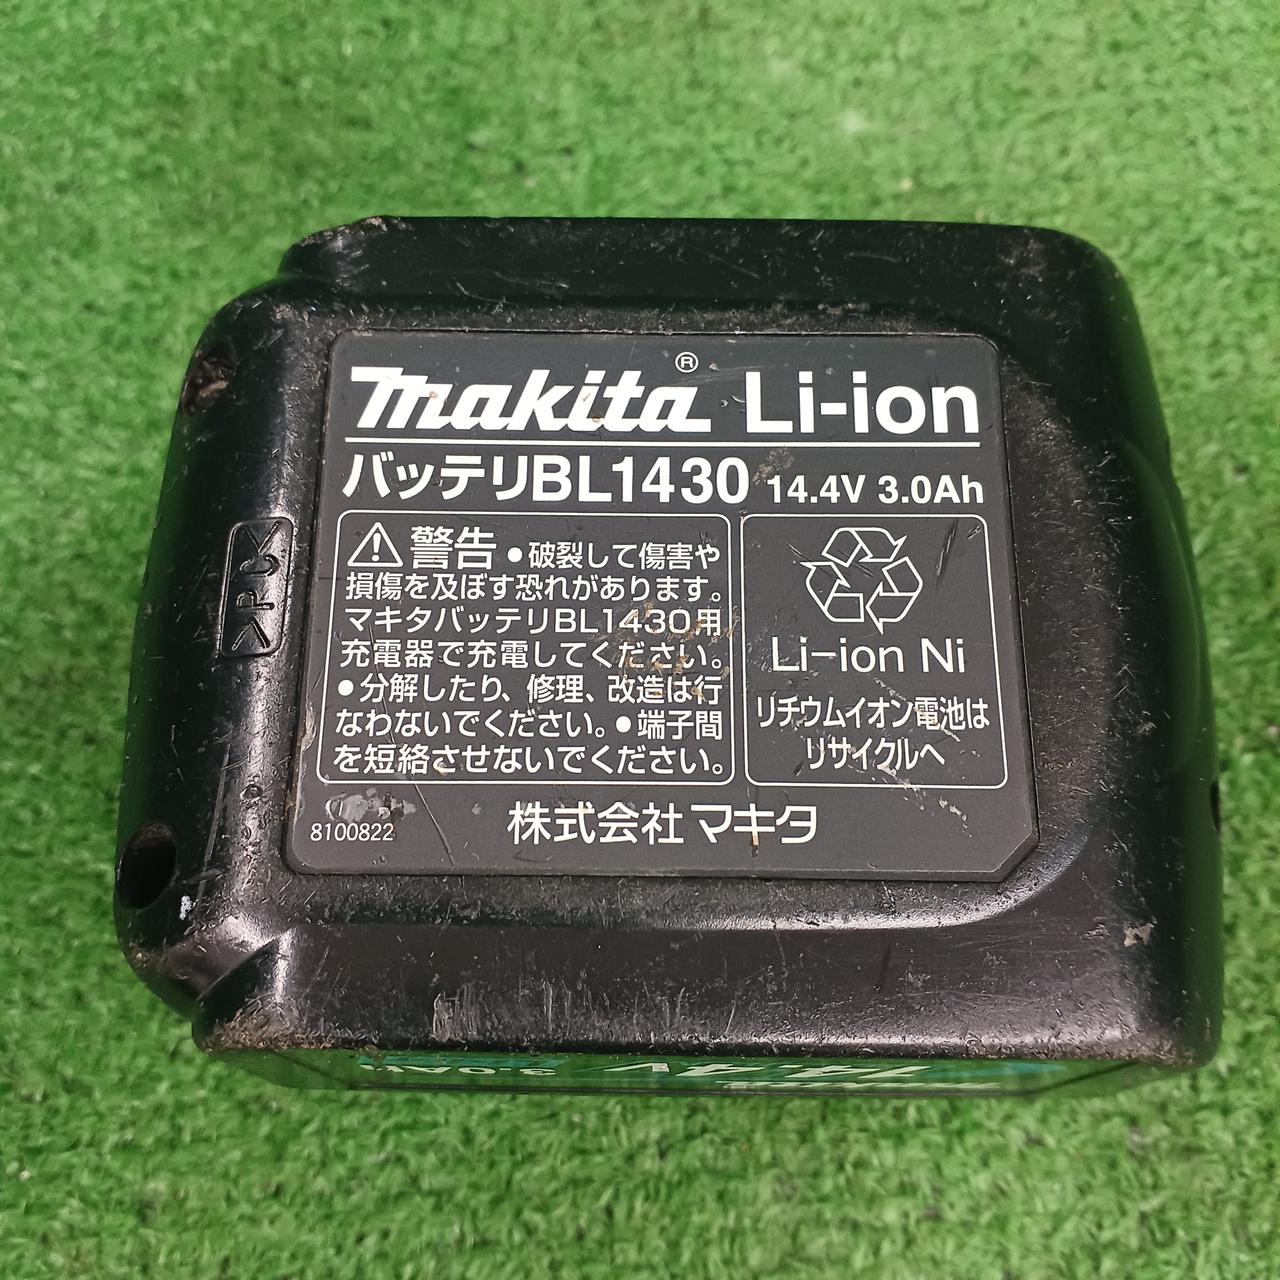 makita® Li-ion
バッテリBL1430 14.4V 3.0Ah
⚠警告 ●破裂して傷害や
損傷を及ぼす恐れがあります。
マキタバッテリBL1430用
充電器で充電してください。
●分解したり、修理、改造は行
なわないでください。●端子間
を短絡させないでください。
Li-ion Ni
リチウムイオン電池は
リサイクルへ
8100822
株式会社マキタ
>PC<
14.4V 3.0Ah